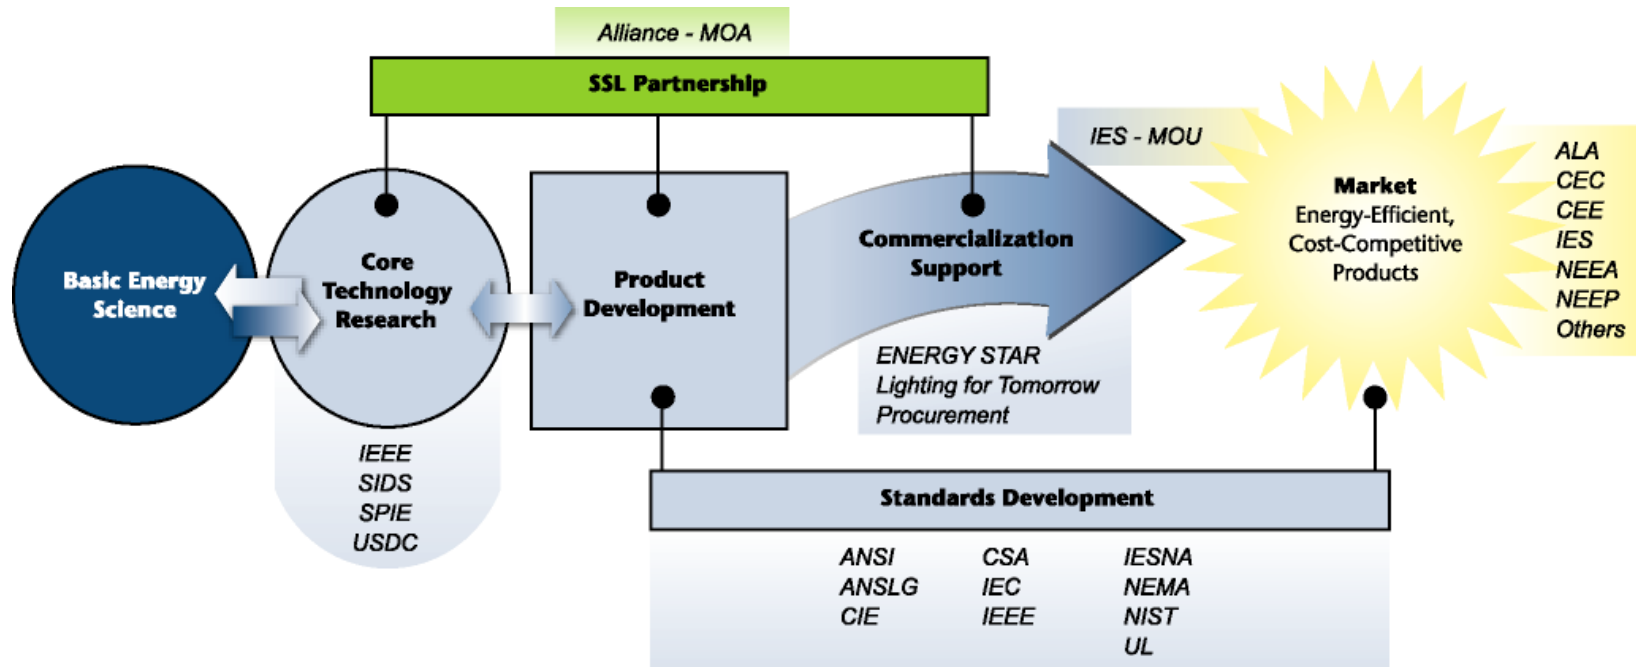 Alliance - MOA
SSL Partnership
IES - MOU
Basic Energy
Science
Core
Technology
Research
Product
Development
Commercialization
Support
Market
Energy-Efficient,
Cost-Competitive
Products
ALA
CEC
CEE
IES
NEEA
NEEP
Others
ENERGY STAR
Lighting for Tomorrow
Procurement
IEEE
SIDS
SPIE
USDC
Standards Development
ANSI
ANSLG
CIE
CSA
IEC
IEEE
IESNA
NEMA
NIST
UL